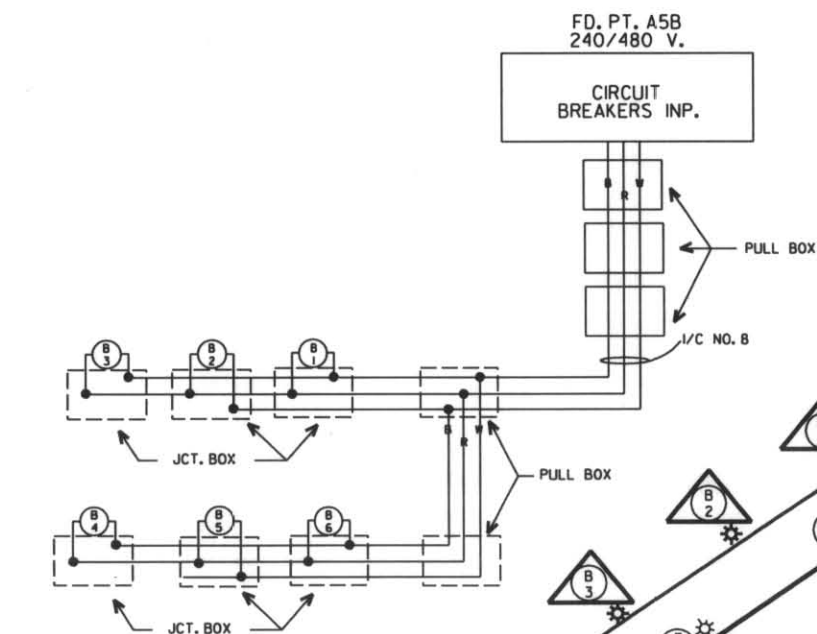 FD. PT. A5B
240/480 V.
CIRCUIT
BREAKERS INP.
B R W
PULL BOX
1/C NO. 8
B 3
B 2
B 1
JCT. BOX
B R W
PULL BOX
B 4
B 5
B 6
JCT. BOX
B 2
B 3